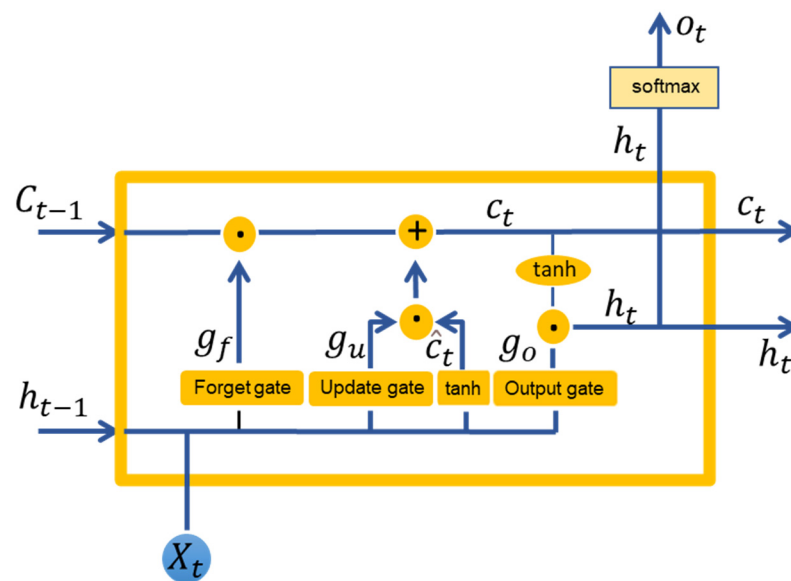 o_t
softmax
h_t
C_{t-1}
c_t
c_t
tanh
h_t
g_f
g_u
ĉ_t
g_o
h_t
Forget gate
Update gate
tanh
Output gate
h_{t-1}
X_t